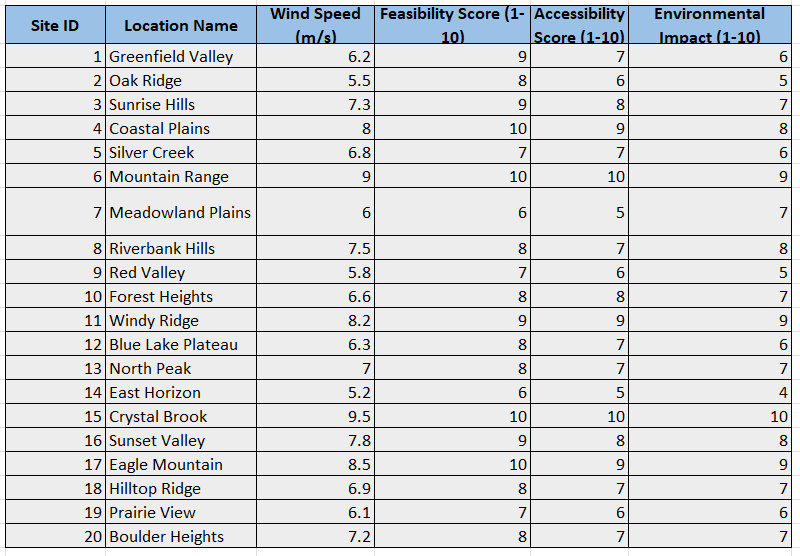 Site ID Location Name Wind Speed (m/s) Feasibility Score (1-10) Accessibility Score (1-10) Environmental Impact (1-10)
1 Greenfield Valley 6.2 9 7 6
2 Oak Ridge 5.5 8 6 5
3 Sunrise Hills 7.3 9 8 7
4 Coastal Plains 8 10 9 8
5 Silver Creek 6.8 7 7 6
6 Mountain Range 9 10 10 9
7 Meadowland Plains 6 6 5 7
8 Riverbank Hills 7.5 8 7 8
9 Red Valley 5.8 7 6 5
10 Forest Heights 6.6 8 8 7
11 Windy Ridge 8.2 9 9 9
12 Blue Lake Plateau 6.3 8 7 6
13 North Peak 7 8 7 7
14 East Horizon 5.2 6 5 4
15 Crystal Brook 9.5 10 10 10
16 Sunset Valley 7.8 9 8 8
17 Eagle Mountain 8.5 10 9 9
18 Hilltop Ridge 6.9 8 7 7
19 Prairie View 6.1 7 6 6
20 Boulder Heights 7.2 8 7 7